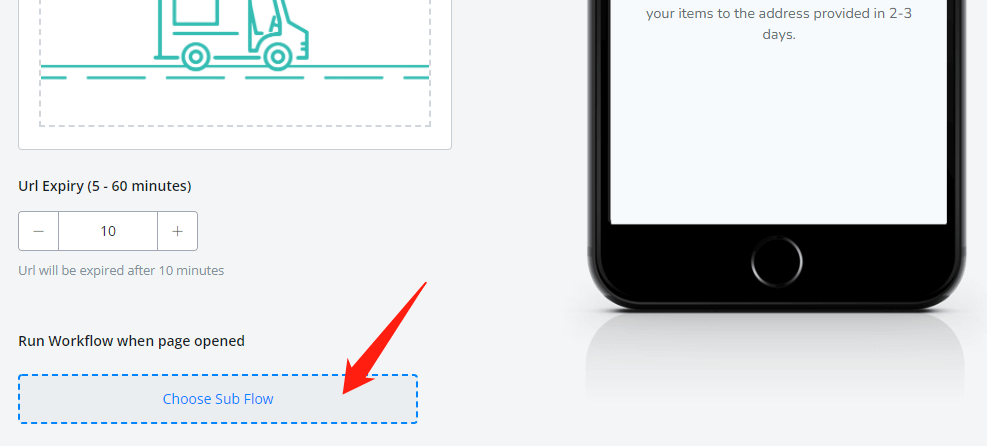 your items to the address provided in 2-3
days.
Url Expiry (5 - 60 minutes)
− 10 +
Url will be expired after 10 minutes
Run Workflow when page opened
Choose Sub Flow